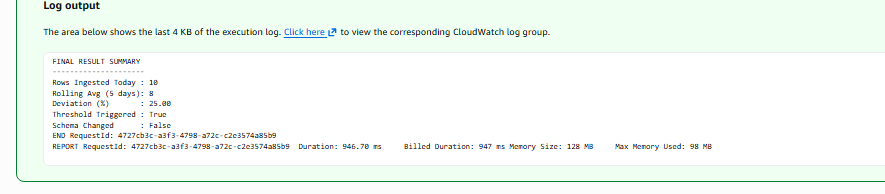 Log output
The area below shows the last 4 KB of the execution log. Click here to view the corresponding CloudWatch log group.
FINAL RESULT SUMMARY
---------------------
Rows Ingested Today : 10
Rolling Avg (5 days): 8
Deviation (%)       : 25.00
Threshold Triggered : True
Schema Changed      : False
END RequestId: 4727cb3c-a3f3-4798-a72c-c2e3574a85b9
REPORT RequestId: 4727cb3c-a3f3-4798-a72c-c2e3574a85b9  Duration: 946.70 ms     Billed Duration: 947 ms Memory Size: 128 MB     Max Memory Used: 98 MB